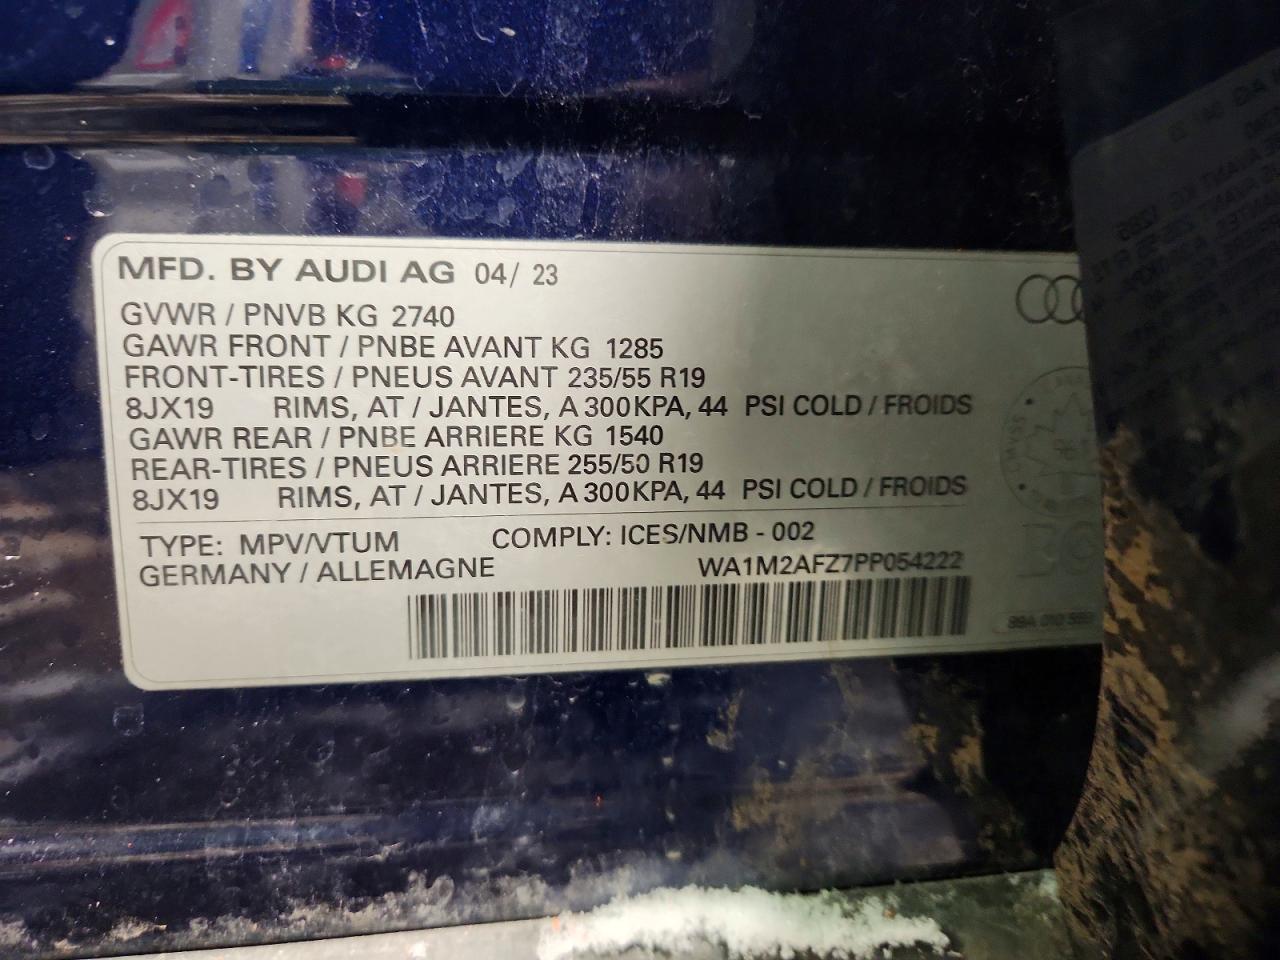 MFD. BY AUDI AG 04/ 23
GVWR / PNVB KG 2740
GAWR FRONT / PNBE AVANT KG 1285
FRONT-TIRES / PNEUS AVANT 235/55 R19
8JX19 RIMS, AT / JANTES, A 300KPA, 44 PSI COLD / FROIDS
GAWR REAR / PNBE ARRIERE KG 1540
REAR-TIRES / PNEUS ARRIERE 255/50 R19
8JX19 RIMS, AT / JANTES, A 300KPA, 44 PSI COLD / FROIDS
TYPE: MPV/VTUM COMPLY: ICES/NMB - 002
GERMANY / ALLEMAGNE WA1M2AFZ7PP054222